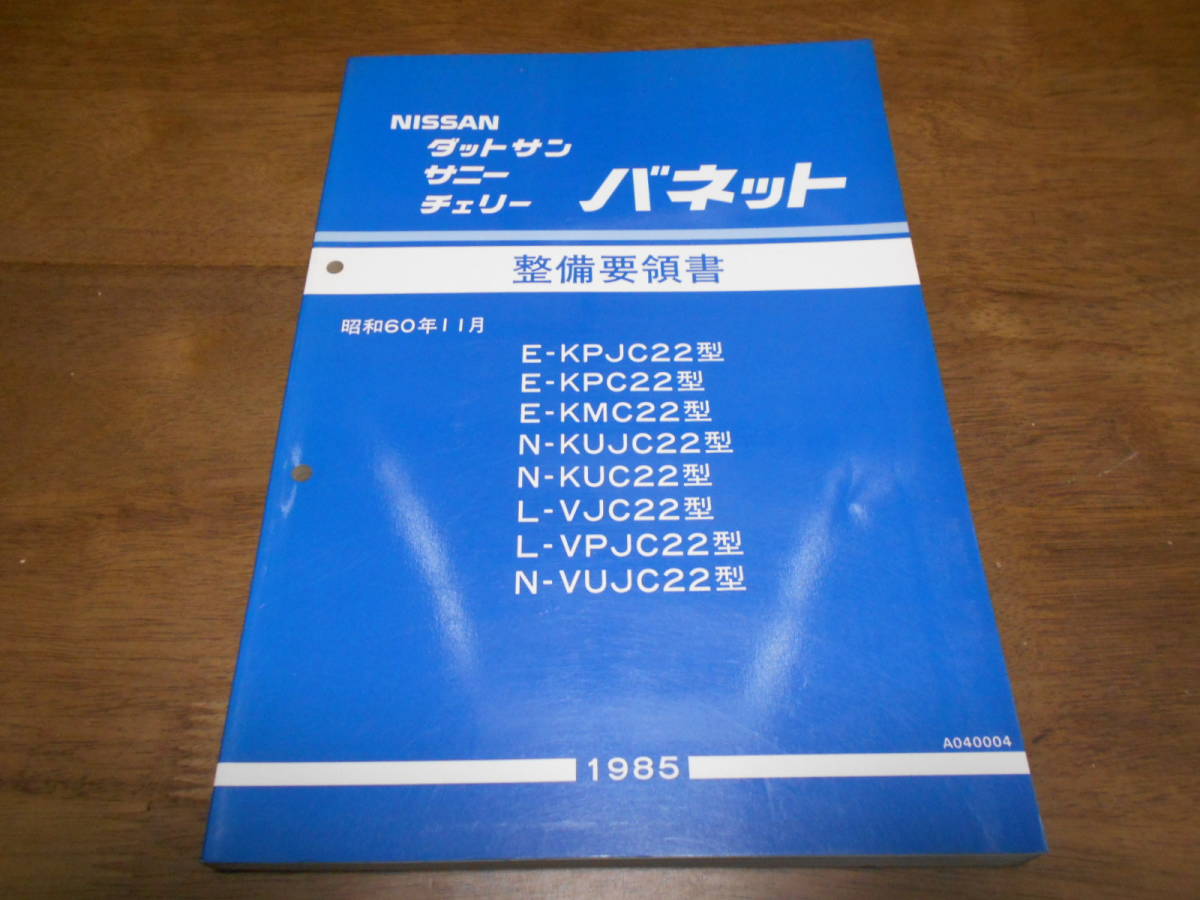 NISSAN
ダットサン
サニー
チェリー
バネット
整備要領書
昭和60年11月
E-KPJC22型
E-KPC22型
E-KMC22型
N-KUJC22型
N-KUC22型
L-VJC22型
L-VPJC22型
N-VUJC22型
A040004
1985